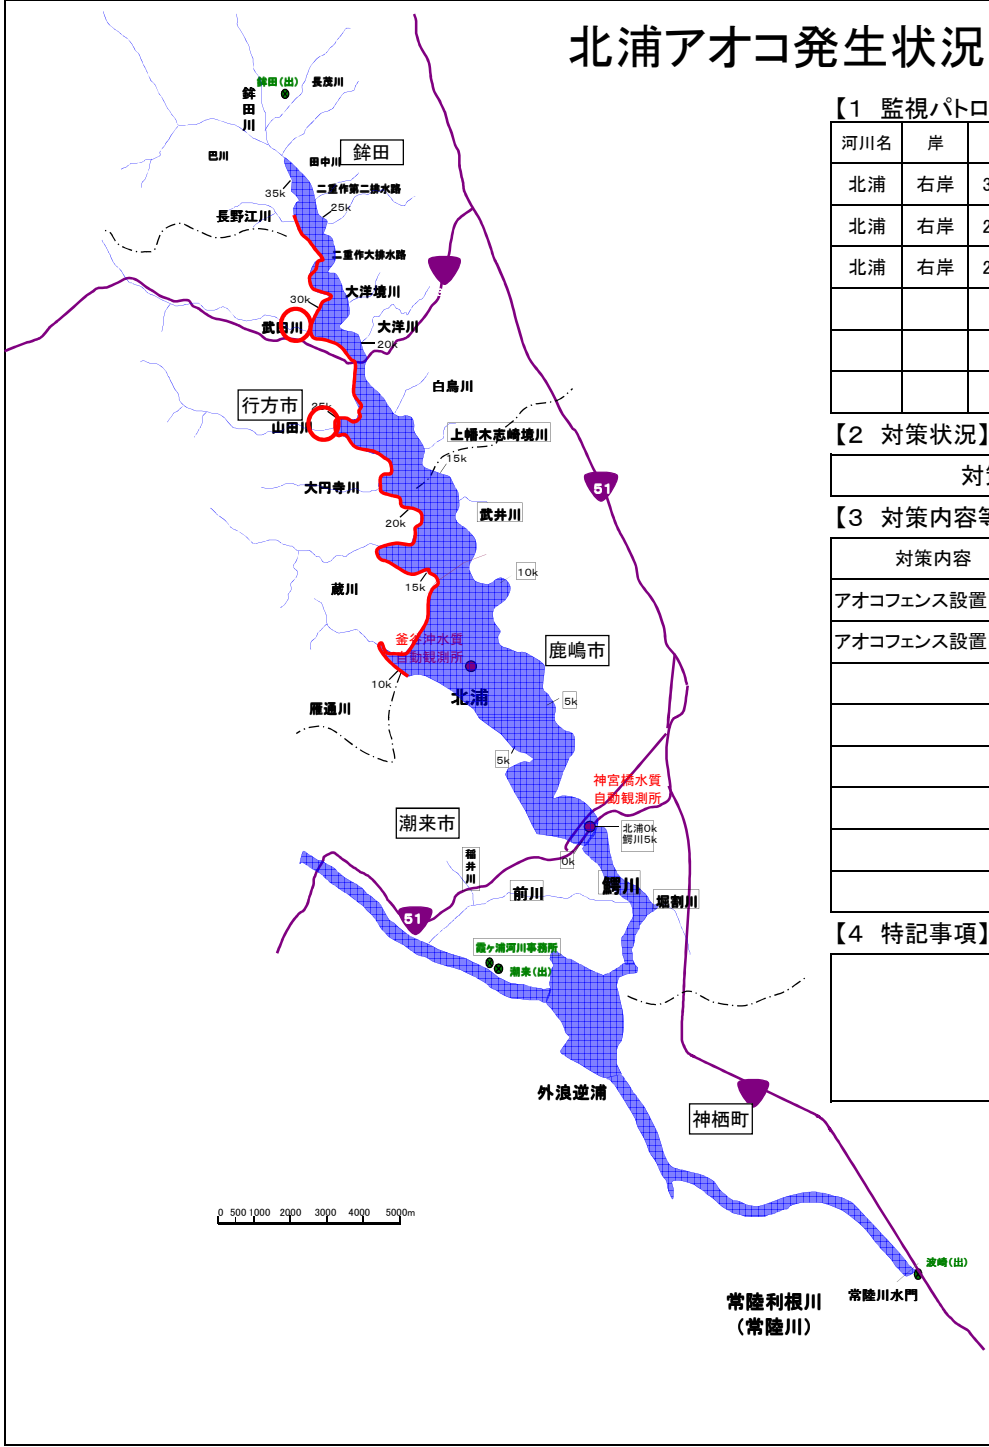 北浦アオコ発生状況
鉾田(出)
長茂川
鉾田川
巴川
田中川
鉾田
35k
二重作第二排水路
25k
長野江川
二重作大排水路
30k
大洋境川
武田川
大洋川
20k
白鳥川
行方市
25k
山田川
上幡木志崎境川
15k
51
大円寺川
武井川
20k
10k
15k
蔵川
釜谷沖水質
自動観測所
鹿嶋市
10k
北浦
5k
雁通川
5k
神宮橋水質
自動観測所
潮来市
北浦0k
鰐川5k
0k
稲井川
前川
鰐川
堀割川
51
霞ヶ浦河川事務所
潮来(出)
外浪逆浦
神栖町
0 500 1000 2000 3000 4000 5000m
波崎(出)
常陸川水門
常陸利根川
(常陸川)
【1 監視パトロ
河川名 岸
北浦 右岸 3
北浦 右岸 2
北浦 右岸 2
【2 対策状況】
対
【3 対策内容等
対策内容
アオコフェンス設置
アオコフェンス設置
【4 特記事項】